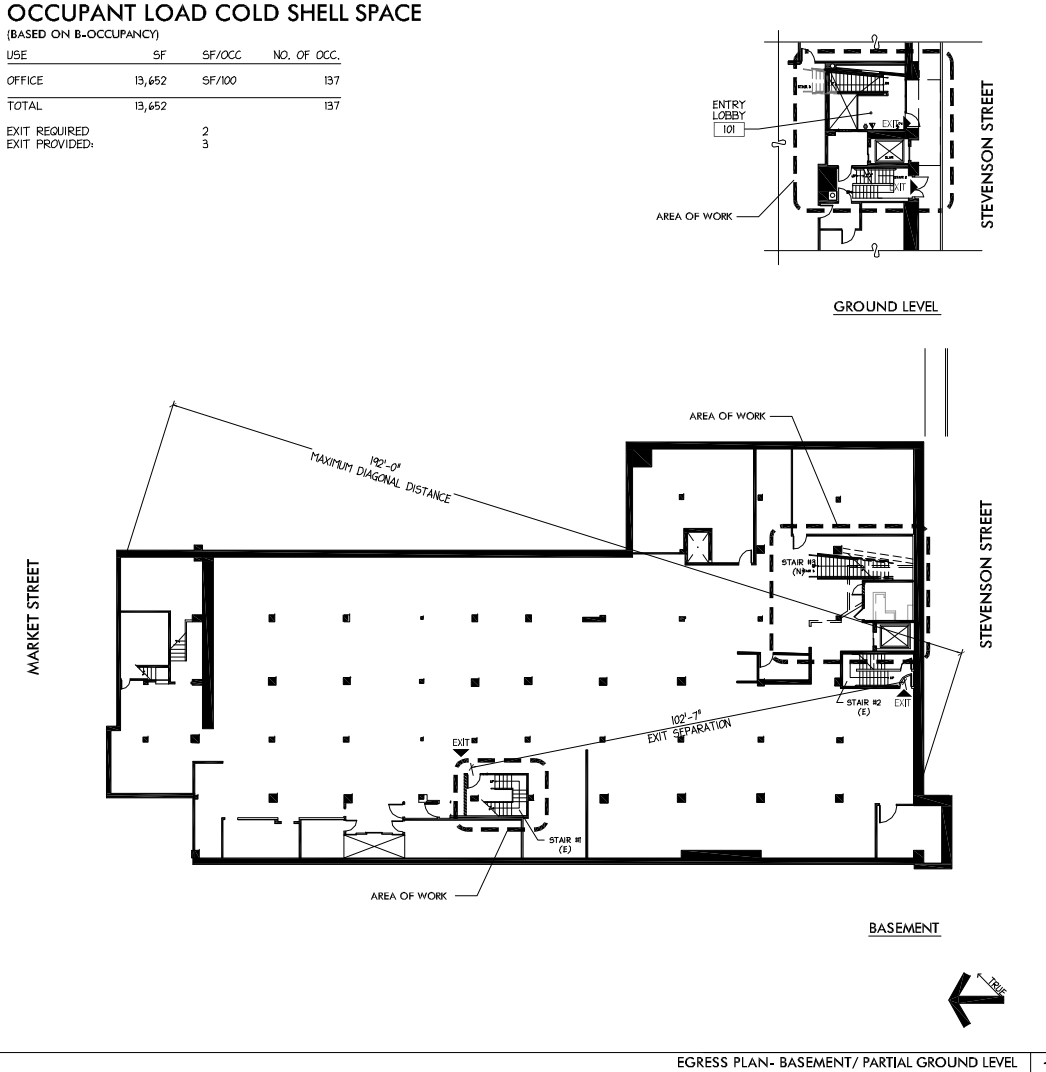 OCCUPANT LOAD COLD SHELL SPACE
(BASED ON B-OCCUPANCY)
USE SF SF/OCC NO. OF OCC.
OFFICE 13,652 SF/100 137
TOTAL 13,652 137
EXIT REQUIRED 2
EXIT PROVIDED: 3
ENTRY
LOBBY
101
EXIT
EXIT
AREA OF WORK
STEVENSON STREET
GROUND LEVEL
AREA OF WORK
192'-0"
MAXIMUM DIAGONAL DISTANCE
MARKET STREET
STEVENSON STREET
STAIR #3
(N)
STAIR #2
(E)
EXIT
102'-7"
EXIT SEPARATION
EXIT
STAIR #1
(E)
AREA OF WORK
BASEMENT
TRUE
EGRESS PLAN- BASEMENT/ PARTIAL GROUND LEVEL